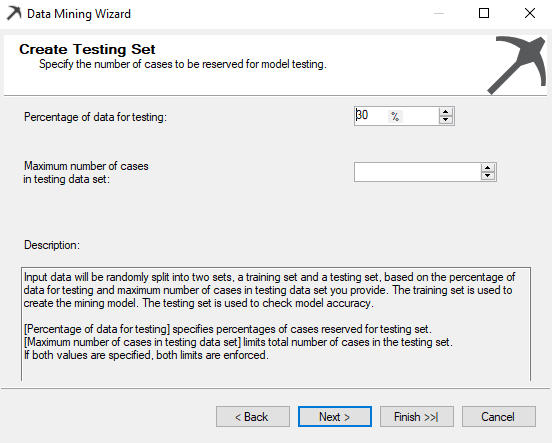 Data Mining Wizard
Create Testing Set
Specify the number of cases to be reserved for model testing.
Percentage of data for testing:
30 %
Maximum number of cases
in testing data set:
Description:
Input data will be randomly split into two sets, a training set and a testing set, based on the percentage of
data for testing and maximum number of cases in testing data set you provide. The training set is used to
create the mining model. The testing set is used to check model accuracy.
[Percentage of data for testing] specifies percentages of cases reserved for testing set.
[Maximum number of cases in testing data set] limits total number of cases in the testing set.
If both values are specified, both limits are enforced.
< Back
Next >
Finish >>|
Cancel